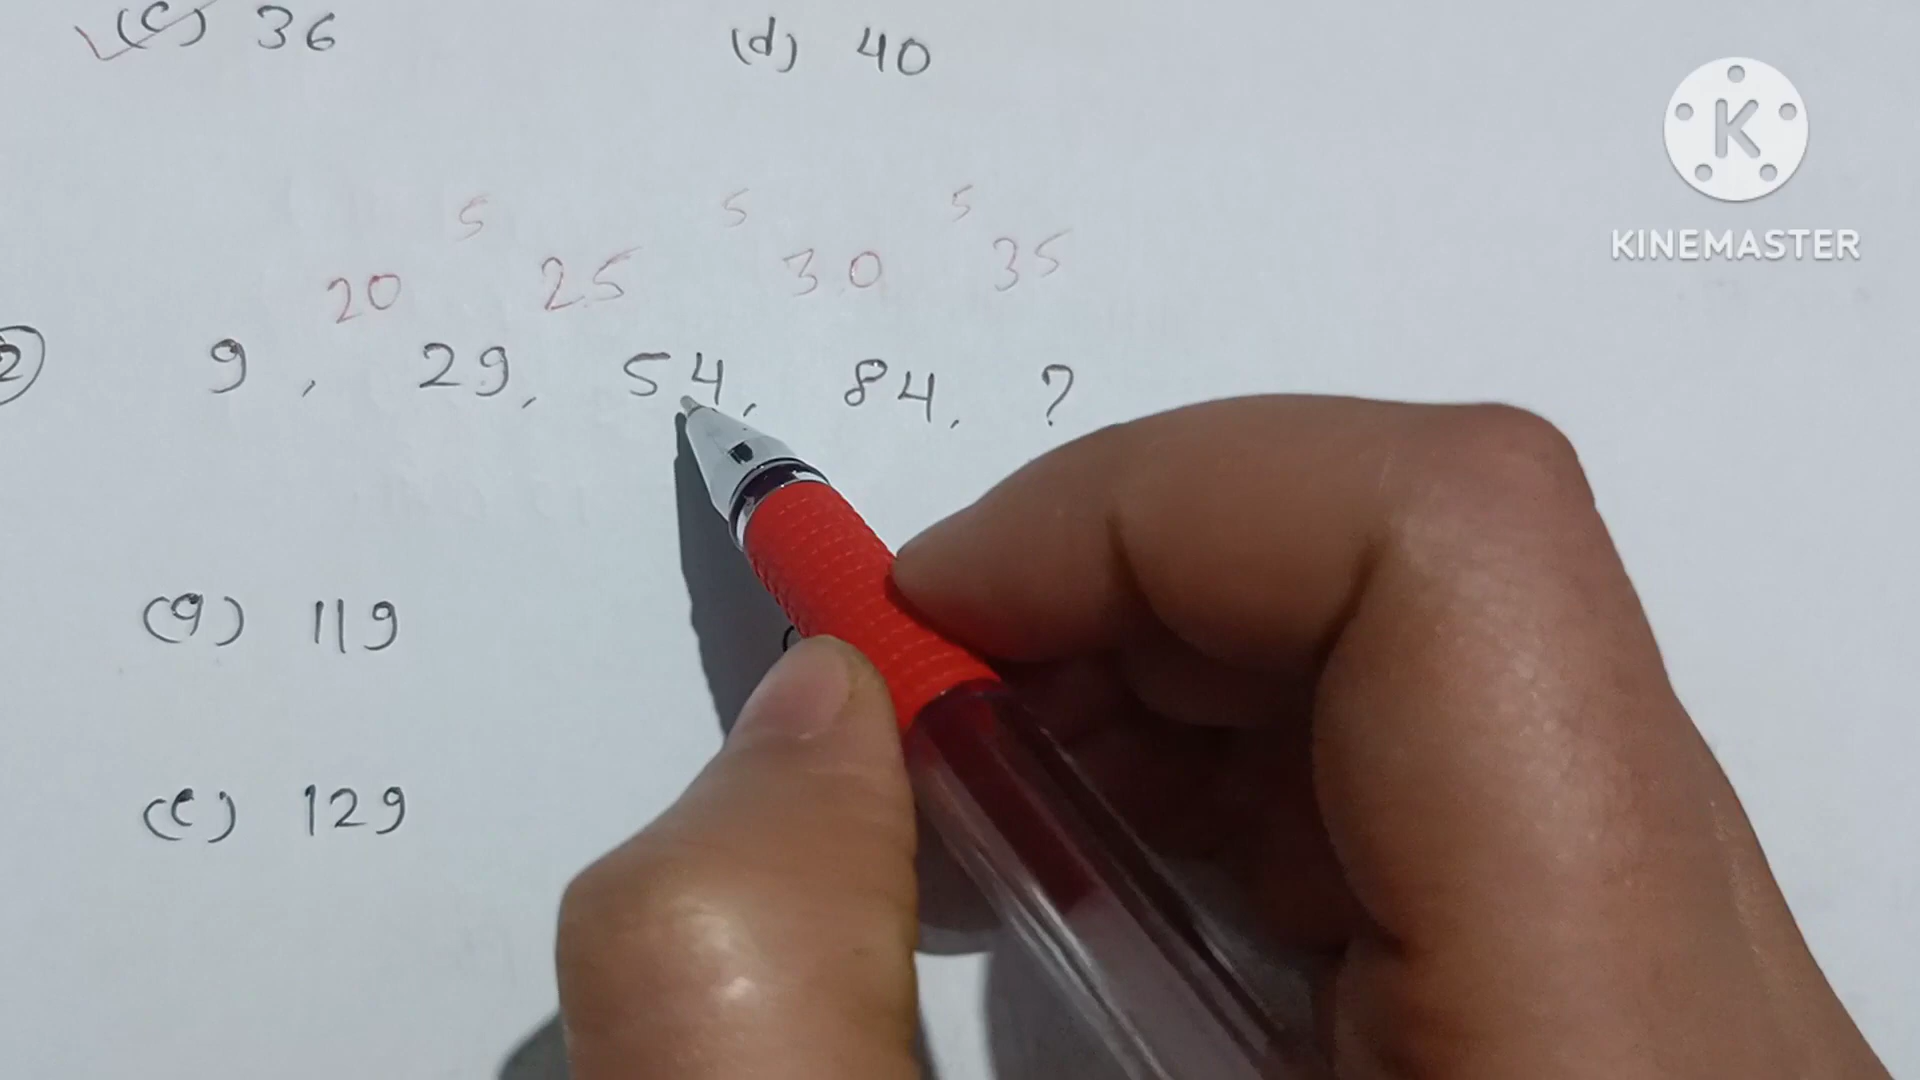 (c) 36 (d) 40
K
KINEMASTER
5 5 5
20 25 30 35
2 9, 29, 54, 84, ?
(a) 119
(c) 129